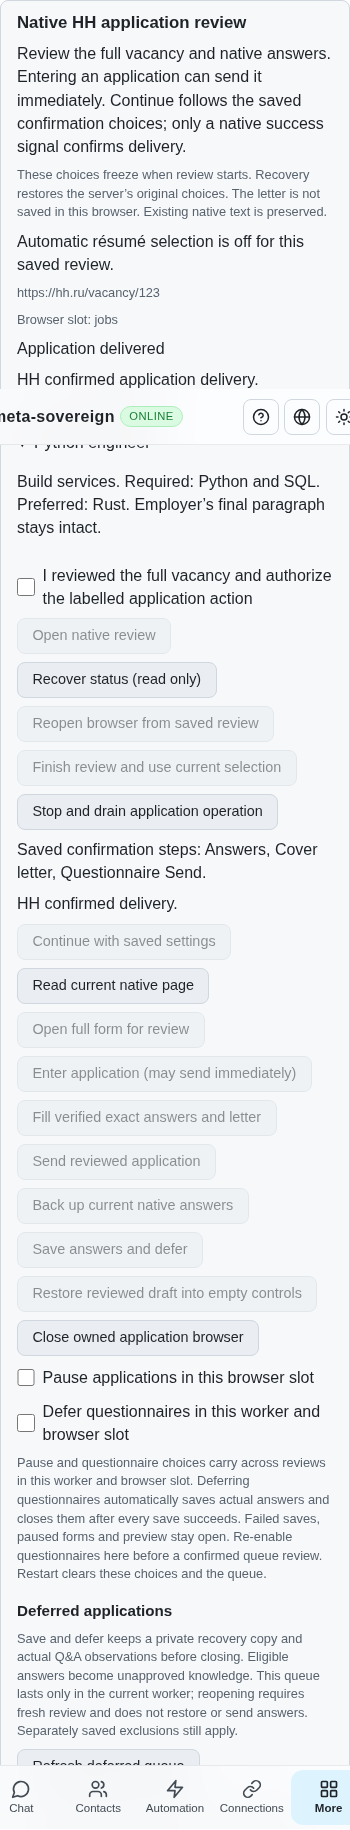 Native HH application review
Review the full vacancy and native answers.
Entering an application can send it
immediately. Continue follows the saved
confirmation choices; only a native success
signal confirms delivery.
These choices freeze when review starts. Recovery
restores the server’s original choices. The letter is not
saved in this browser. Existing native text is preserved.
Automatic résumé selection is off for this
saved review.
https://hh.ru/vacancy/123
Browser slot: jobs
Application delivered
HH confirmed application delivery.
meta-sovereign ONLINE
Python engineer
Build services. Required: Python and SQL.
Preferred: Rust. Employer’s final paragraph
stays intact.
I reviewed the full vacancy and authorize
the labelled application action
Open native review
Recover status (read only)
Reopen browser from saved review
Finish review and use current selection
Stop and drain application operation
Saved confirmation steps: Answers, Cover
letter, Questionnaire Send.
HH confirmed delivery.
Continue with saved settings
Read current native page
Open full form for review
Enter application (may send immediately)
Fill verified exact answers and letter
Send reviewed application
Back up current native answers
Save answers and defer
Restore reviewed draft into empty controls
Close owned application browser
Pause applications in this browser slot
Defer questionnaires in this worker and
browser slot
Pause and questionnaire choices carry across reviews
in this worker and browser slot. Deferring
questionnaires automatically saves actual answers and
closes them after every save succeeds. Failed saves,
paused forms and preview stay open. Re-enable
questionnaires here before a confirmed queue review.
Restart clears these choices and the queue.
Deferred applications
Save and defer keeps a private recovery copy and
actual Q&A observations before closing. Eligible
answers become unapproved knowledge. This queue
lasts only in the current worker; reopening requires
fresh review and does not restore or send answers.
Separately saved exclusions still apply.
Refresh deferred queue
Chat Contacts Automation Connections More